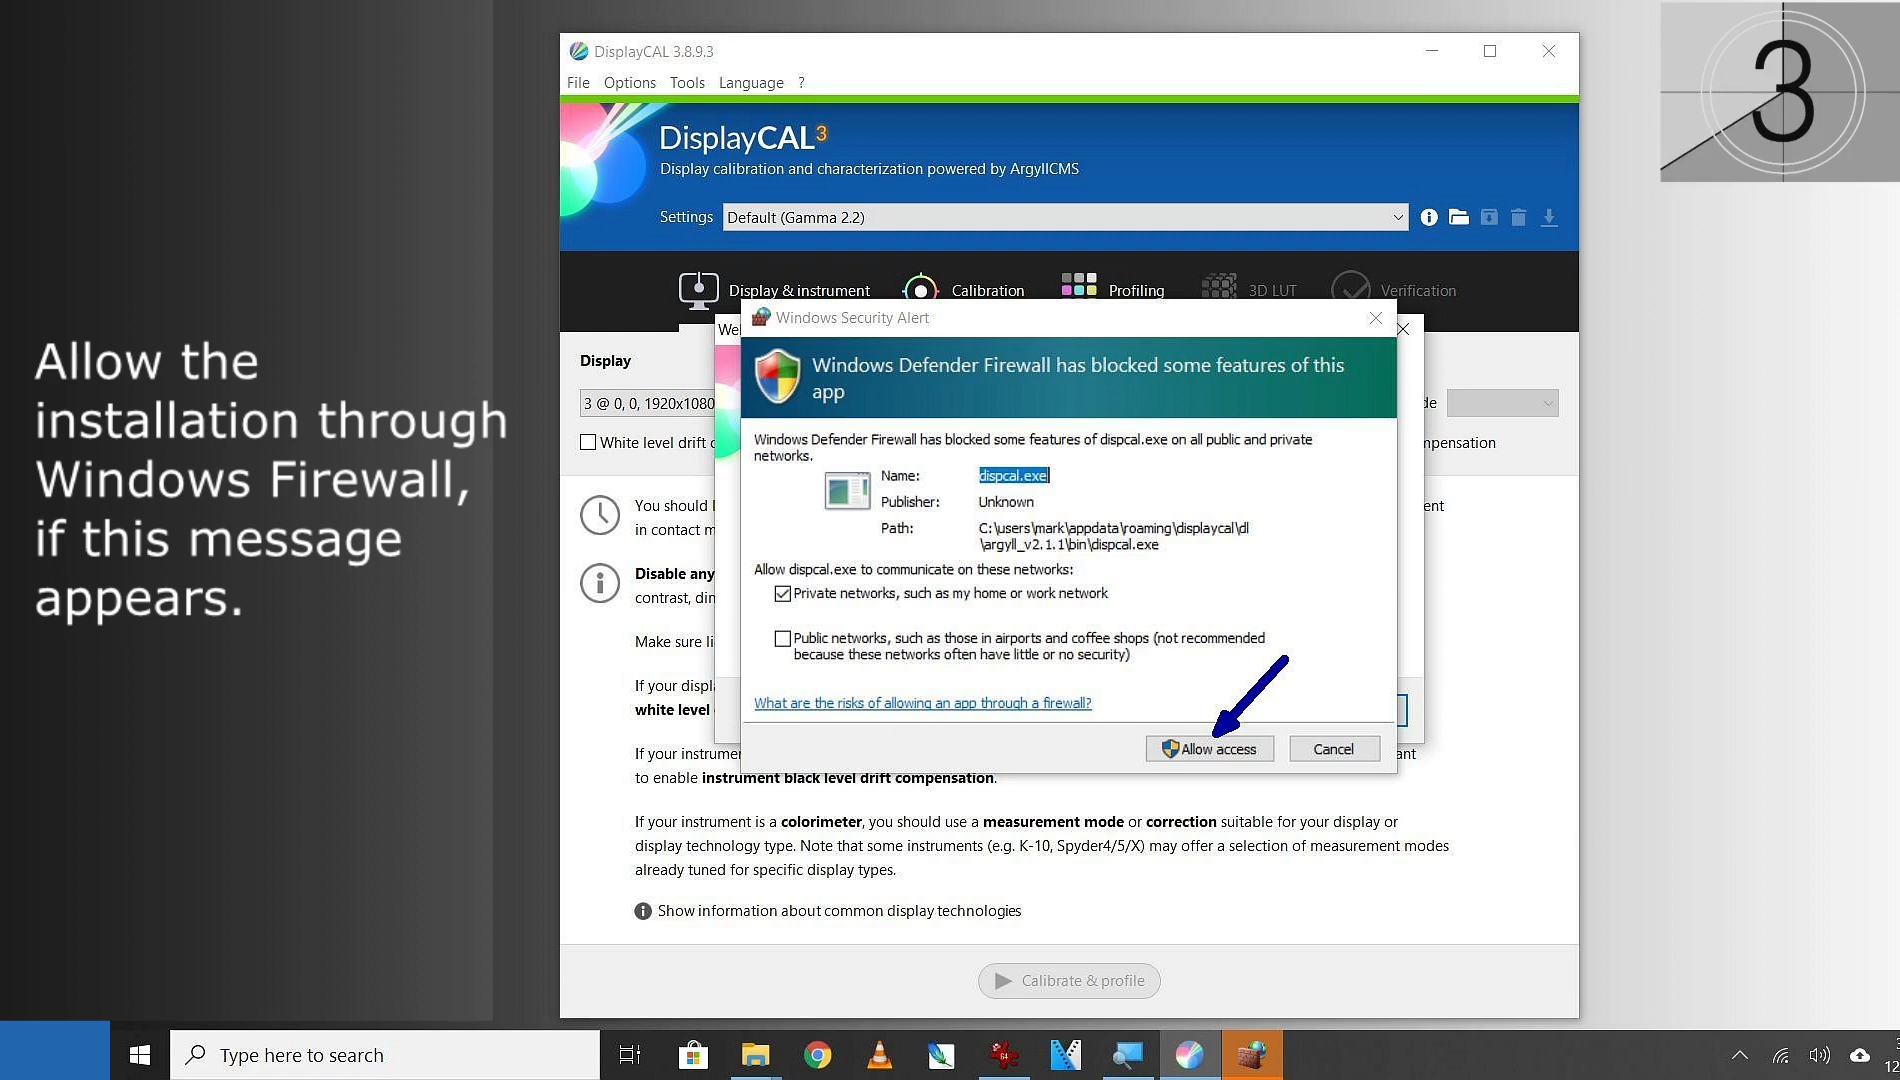 Allow the
installation through
Windows Firewall,
if this message
appears.
3
DisplayCAL 3.8.9.3
File Options Tools Language ?
DisplayCAL3
Display calibration and characterization powered by ArgyllCMS
Settings Default (Gamma 2.2)
Display & instrument Calibration Profiling 3D LUT Verification
Wel
Windows Security Alert
Windows Defender Firewall has blocked some features of this
app
Windows Defender Firewall has blocked some features of dispcal.exe on all public and private
networks.
Name: dispcal.exe
Publisher: Unknown
Path: C:\users\mark\appdata\roaming\displaycal\dl
\argyll_v2.1.1\bin\dispcal.exe
Allow dispcal.exe to communicate on these networks:
Private networks, such as my home or work network
Public networks, such as those in airports and coffee shops (not recommended
because these networks often have little or no security)
What are the risks of allowing an app through a firewall?
Allow access Cancel
Display
3 @ 0, 0, 1920x1080
de
White level drift
mpensation
You should
in contact
Disable any
contrast,
Make sure
If your
white level
If your
to enable instrument black level drift compensation.
If your instrument is a colorimeter, you should use a measurement mode or correction suitable for your display or
display technology type. Note that some instruments (e.g. K-10, Spyder4/5/X) may offer a selection of measurement modes
already tuned for specific display types.
Show information about common display technologies
Calibrate & profile
Type here to search
64